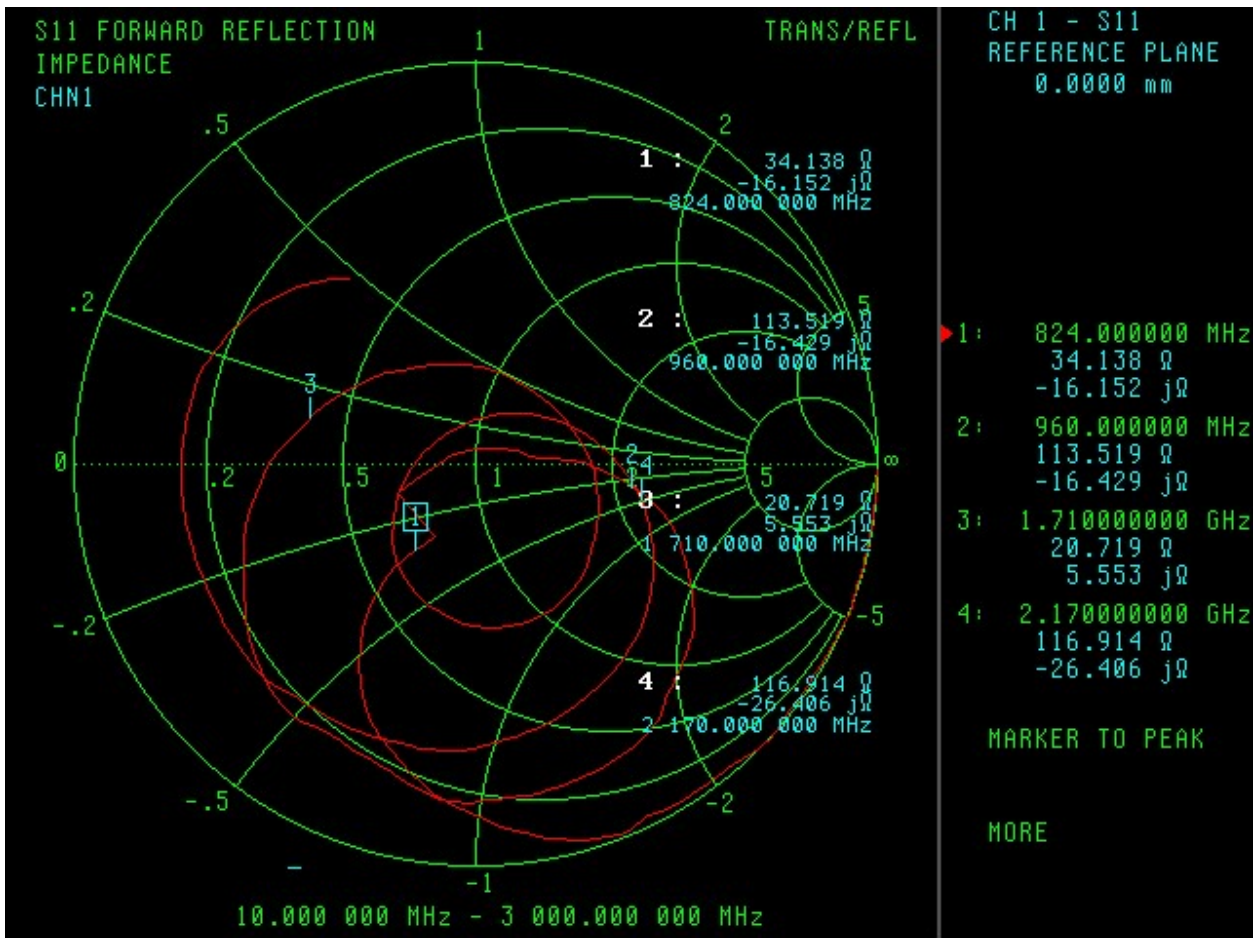 S11 FORWARD REFLECTION
IMPEDANCE
CHN1
TRANS/REFL
1
.5
2
.2
5
0
.2
.5
1
2
5
∞
-.2
-5
-.5
-2
-1
1 :
34.138 Ω
-16.152 jΩ
824.000 000 MHz
2 :
113.519 Ω
-16.429 jΩ
960.000 000 MHz
3
2
4
1
3 :
20.719 Ω
5.553 jΩ
1 710.000 000 MHz
4 :
116.914 Ω
-26.406 jΩ
2 170.000 000 MHz
10.000 000 MHz - 3 000.000 000 MHz
CH 1 - S11
REFERENCE PLANE
0.0000 mm
1: 824.000000 MHz
34.138 Ω
-16.152 jΩ
2: 960.000000 MHz
113.519 Ω
-16.429 jΩ
3: 1.710000000 GHz
20.719 Ω
5.553 jΩ
4: 2.170000000 GHz
116.914 Ω
-26.406 jΩ
MARKER TO PEAK
MORE